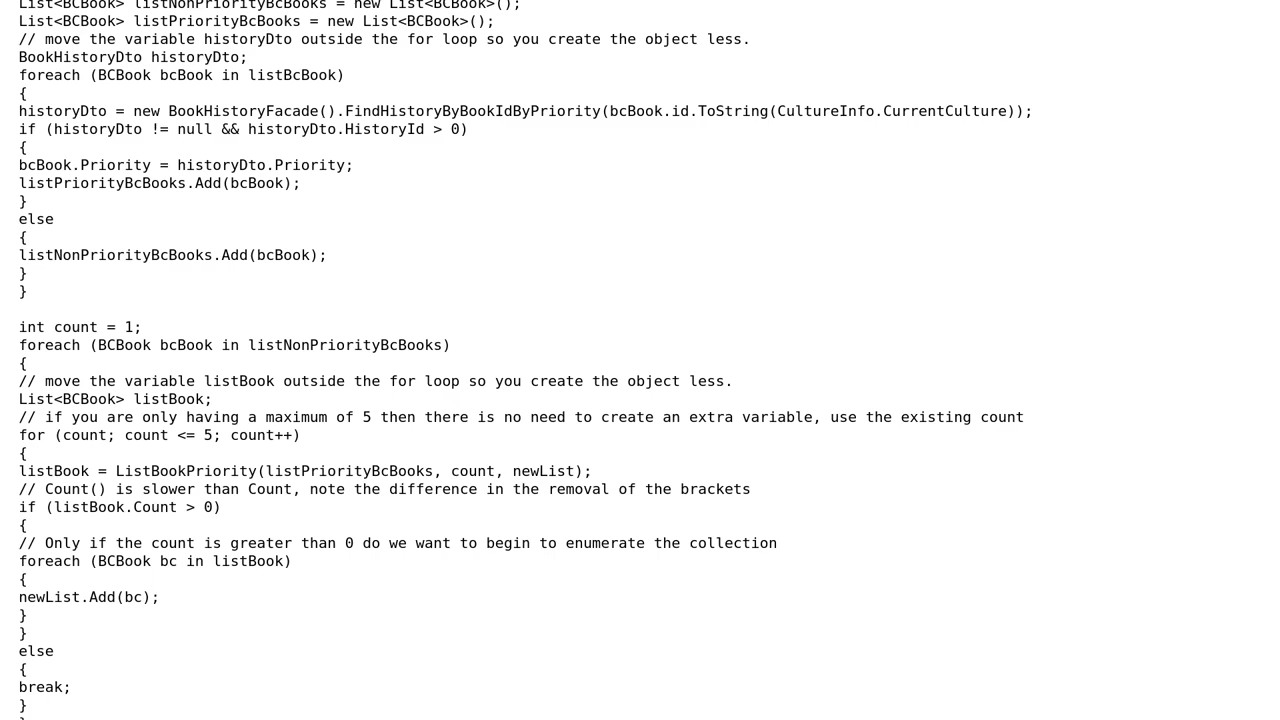 List<BCBook> listNonPriorityBcBooks = new List<BCBook>();
List<BCBook> listPriorityBcBooks = new List<BCBook>();
// move the variable historyDto outside the for loop so you create the object less.
BookHistoryDto historyDto;
foreach (BCBook bcBook in listBcBook)
{
historyDto = new BookHistoryFacade().FindHistoryByBookIdByPriority(bcBook.id.ToString(CultureInfo.CurrentCulture));
if (historyDto != null && historyDto.HistoryId > 0)
{
bcBook.Priority = historyDto.Priority;
listPriorityBcBooks.Add(bcBook);
}
else
{
listNonPriorityBcBooks.Add(bcBook);
}
}
int count = 1;
foreach (BCBook bcBook in listNonPriorityBcBooks)
{
// move the variable listBook outside the for loop so you create the object less.
List<BCBook> listBook;
// if you are only having a maximum of 5 then there is no need to create an extra variable, use the existing count
for (count; count <= 5; count++)
{
listBook = ListBookPriority(listPriorityBcBooks, count, newList);
// Count() is slower than Count, note the difference in the removal of the brackets
if (listBook.Count > 0)
{
// Only if the count is greater than 0 do we want to begin to enumerate the collection
foreach (BCBook bc in listBook)
{
newList.Add(bc);
}
}
else
{
break;
}
}